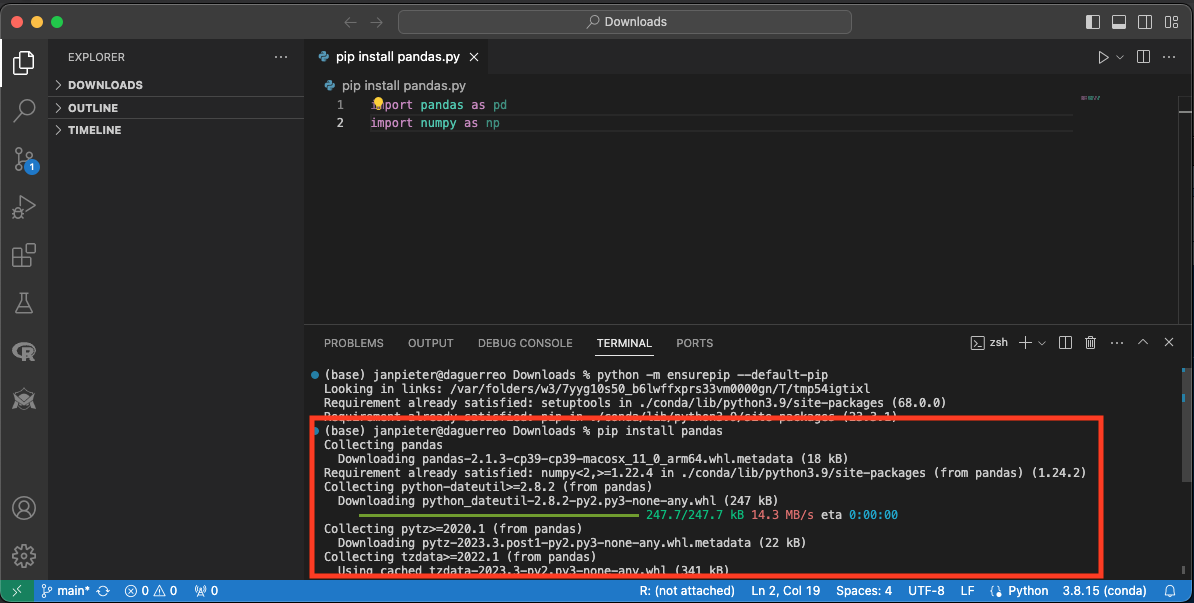 Downloads
EXPLORER
DOWNLOADS
OUTLINE
TIMELINE
1
pip install pandas.py
pip install pandas.py
1 import pandas as pd
2 import numpy as np
PROBLEMS OUTPUT DEBUG CONSOLE TERMINAL PORTS
zsh
(base) janpieter@daguerreo Downloads % python -m ensurepip --default-pip
Looking in links: /var/folders/w3/7yyg10s50_b6lwffxprs33vm0000gn/T/tmp54igtixl
Requirement already satisfied: setuptools in ./conda/lib/python3.9/site-packages (68.0.0)
Requirement already satisfied: pip in ./conda/lib/python3.9/site-packages (23.3.1)
(base) janpieter@daguerreo Downloads % pip install pandas
Collecting pandas
Downloading pandas-2.1.3-cp39-cp39-macosx_11_0_arm64.whl.metadata (18 kB)
Requirement already satisfied: numpy<2,>=1.22.4 in ./conda/lib/python3.9/site-packages (from pandas) (1.24.2)
Collecting python-dateutil>=2.8.2 (from pandas)
Downloading python_dateutil-2.8.2-py2.py3-none-any.whl (247 kB)
247.7/247.7 kB 14.3 MB/s eta 0:00:00
Collecting pytz>=2020.1 (from pandas)
Downloading pytz-2023.3.post1-py2.py3-none-any.whl.metadata (22 kB)
Collecting tzdata>=2022.1 (from pandas)
Using cached tzdata-2023.3-py2.py3-none-any.whl (341 kB)
main* 0 0 0 R: (not attached) Ln 2, Col 19 Spaces: 4 UTF-8 LF Python 3.8.15 (conda)